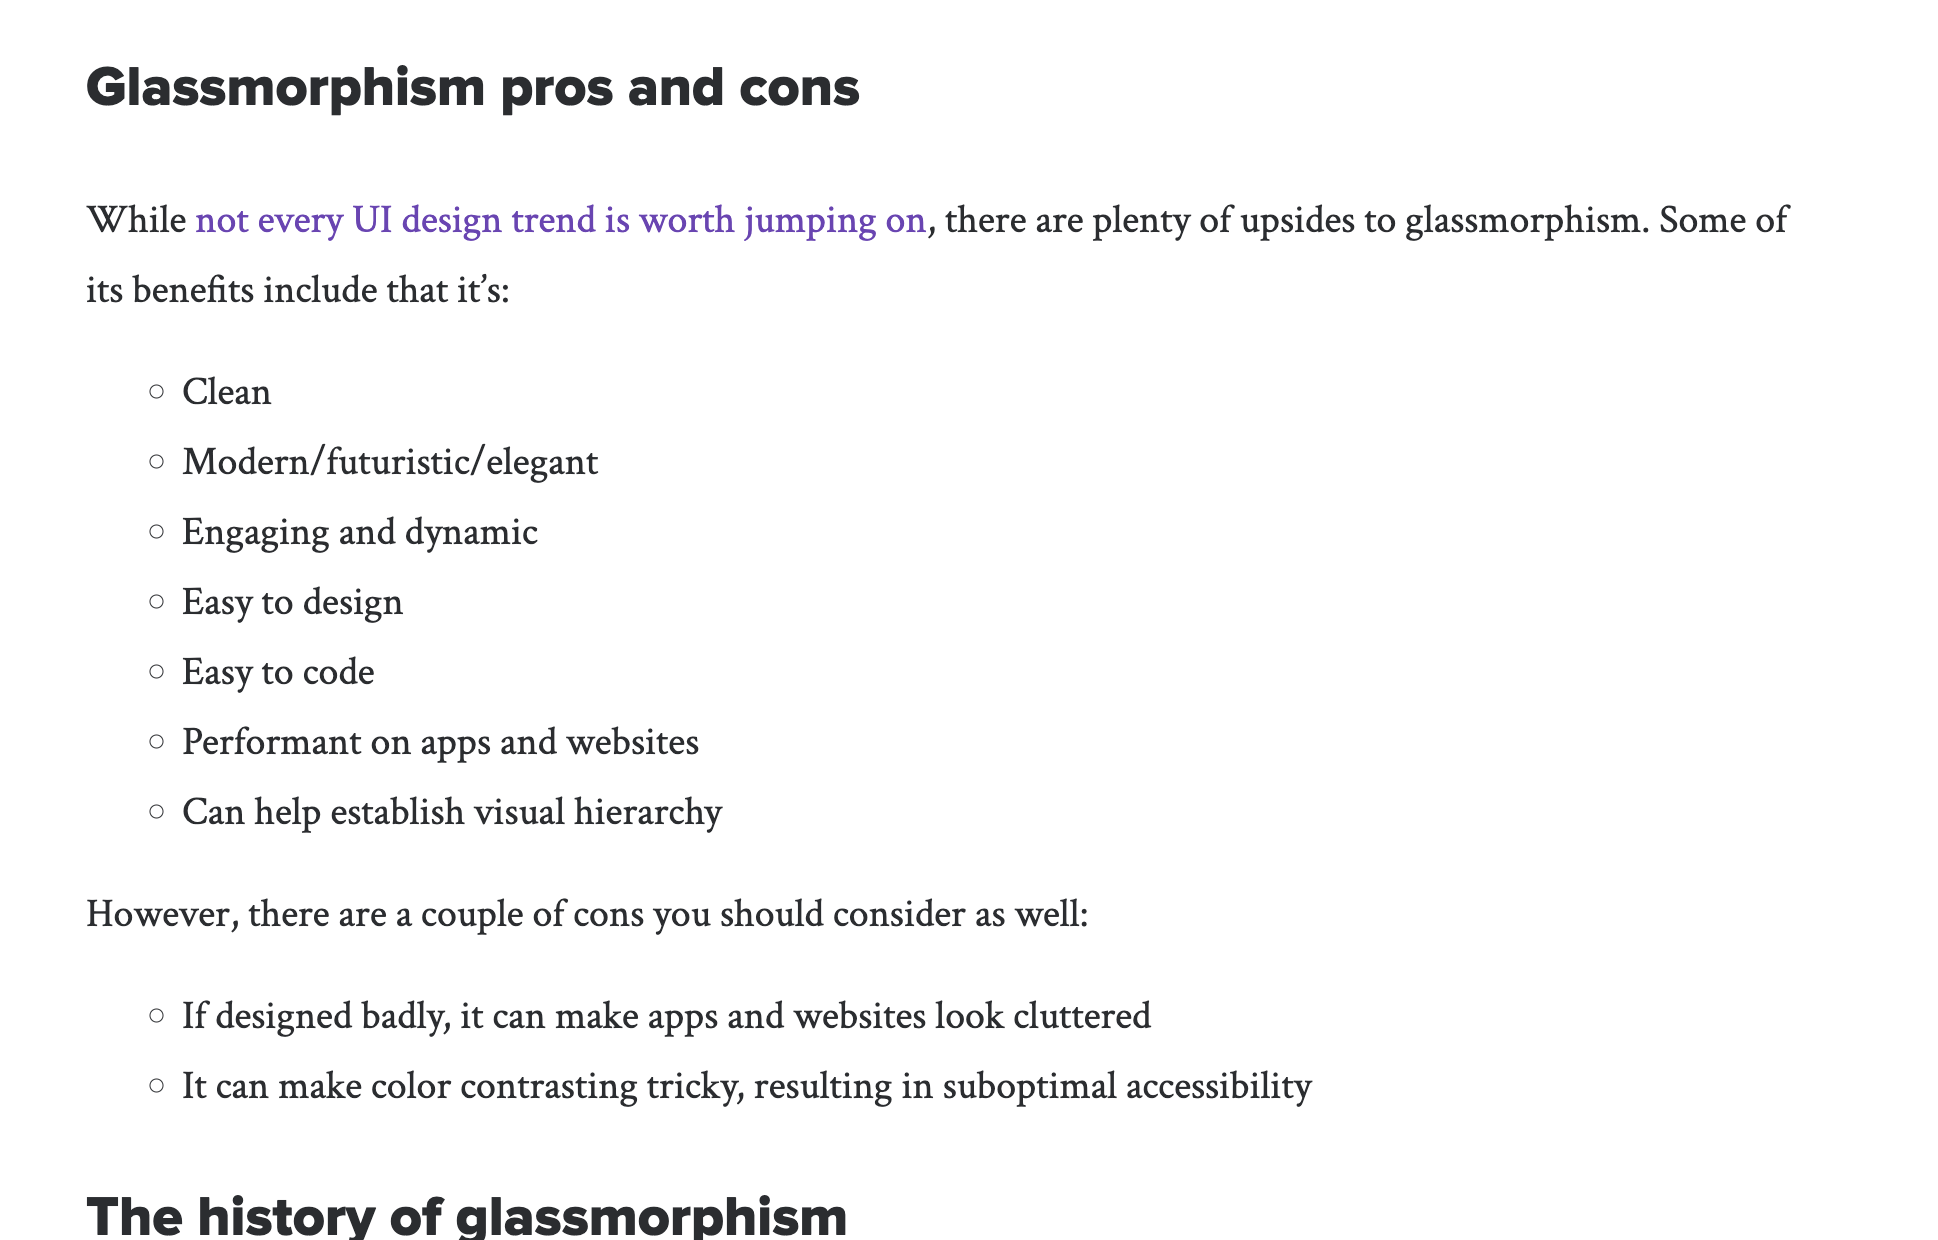 Glassmorphism pros and cons
While not every UI design trend is worth jumping on, there are plenty of upsides to glassmorphism. Some of
its benefits include that it’s:
Clean
Modern/futuristic/elegant
Engaging and dynamic
Easy to design
Easy to code
Performant on apps and websites
Can help establish visual hierarchy
However, there are a couple of cons you should consider as well:
If designed badly, it can make apps and websites look cluttered
It can make color contrasting tricky, resulting in suboptimal accessibility
The history of glassmorphism